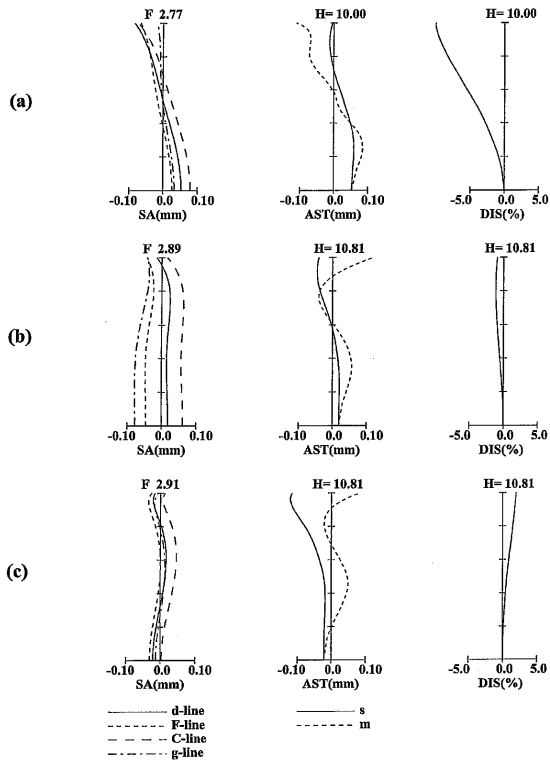 F 2.77 H= 10.00 H= 10.00
(a)
-0.10 0.0 0.10 -0.10 0.0 0.10 -5.0 0.0 5.0
SA(mm) AST(mm) DIS(%)
F 2.89 H= 10.81 H= 10.81
(b)
-0.10 0.0 0.10 -0.10 0.0 0.10 -5.0 0.0 5.0
SA(mm) AST(mm) DIS(%)
F 2.91 H= 10.81 H= 10.81
(c)
-0.10 0.0 0.10 -0.10 0.0 0.10 -5.0 0.0 5.0
SA(mm) AST(mm) DIS(%)
d-line s
F-line m
C-line
g-line